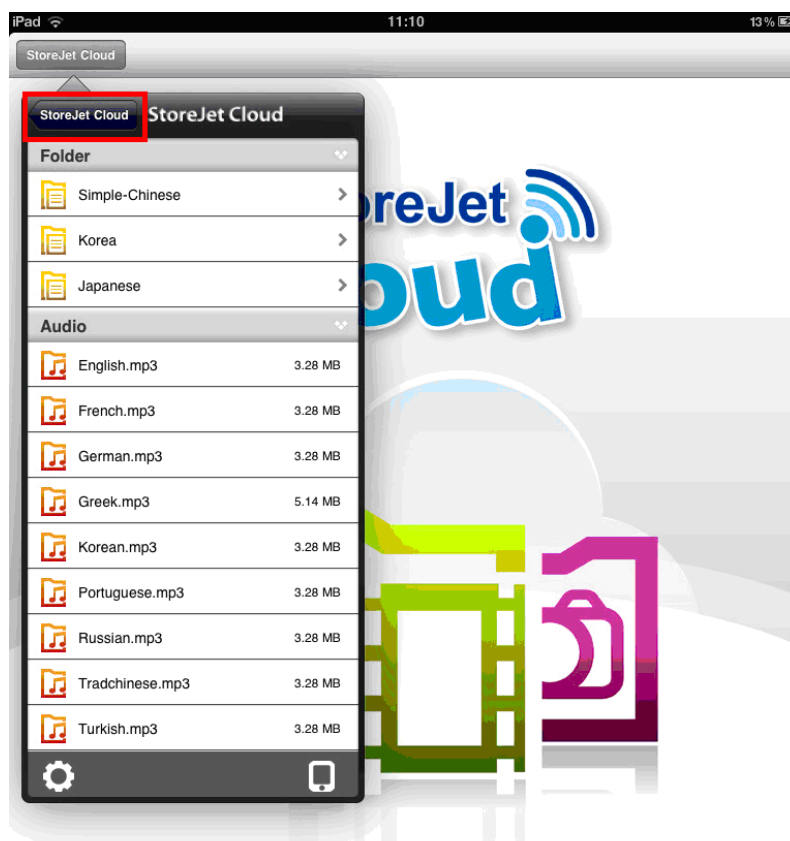 iPad 11:10 13%
StoreJet Cloud
StoreJet Cloud StoreJet Cloud
Folder
Simple-Chinese
Korea
Japanese
Audio
English.mp3 3.28 MB
French.mp3 3.28 MB
German.mp3 3.28 MB
Greek.mp3 5.14 MB
Korean.mp3 3.28 MB
Portuguese.mp3 3.28 MB
Russian.mp3 3.28 MB
Tradchinese.mp3 3.28 MB
Turkish.mp3 3.28 MB
reJet
oud